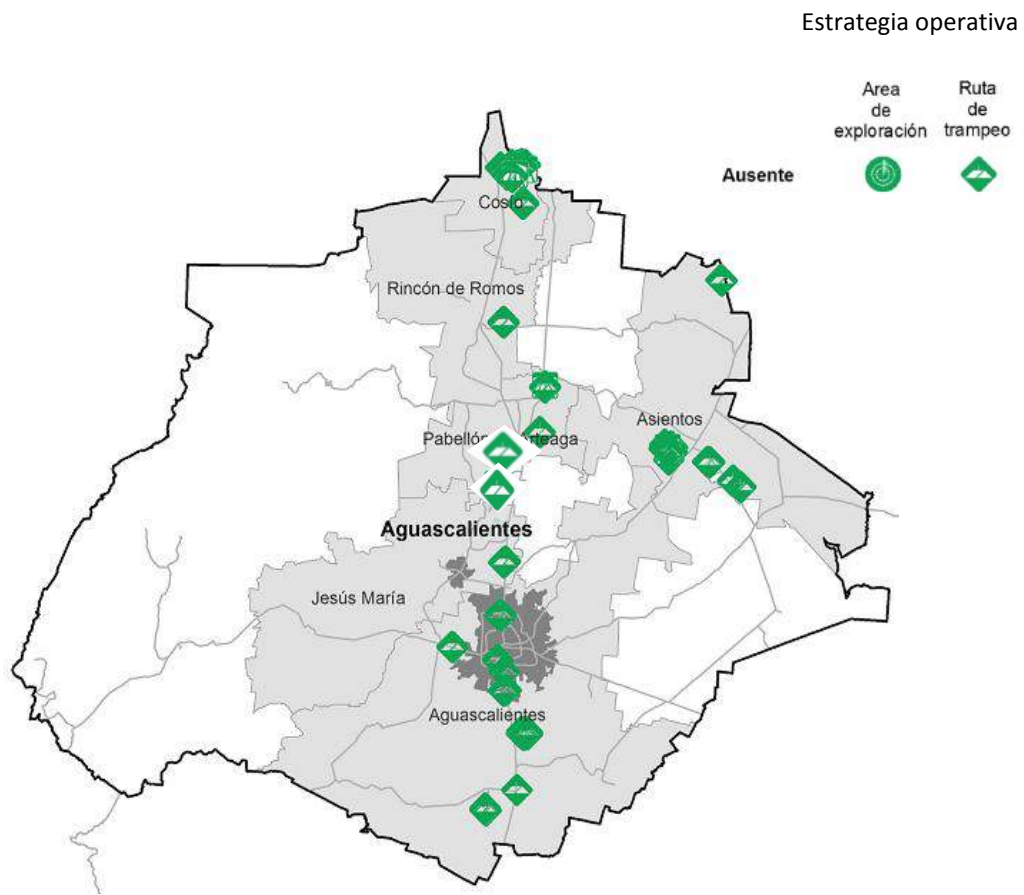 Estrategia operativa
Area
de
exploración
Ruta
de
trampeo
Ausente
Cosío
Rincón de Romos
Asientos
Pabellón Arteaga
Aguascalientes
Jesús María
Aguascalientes